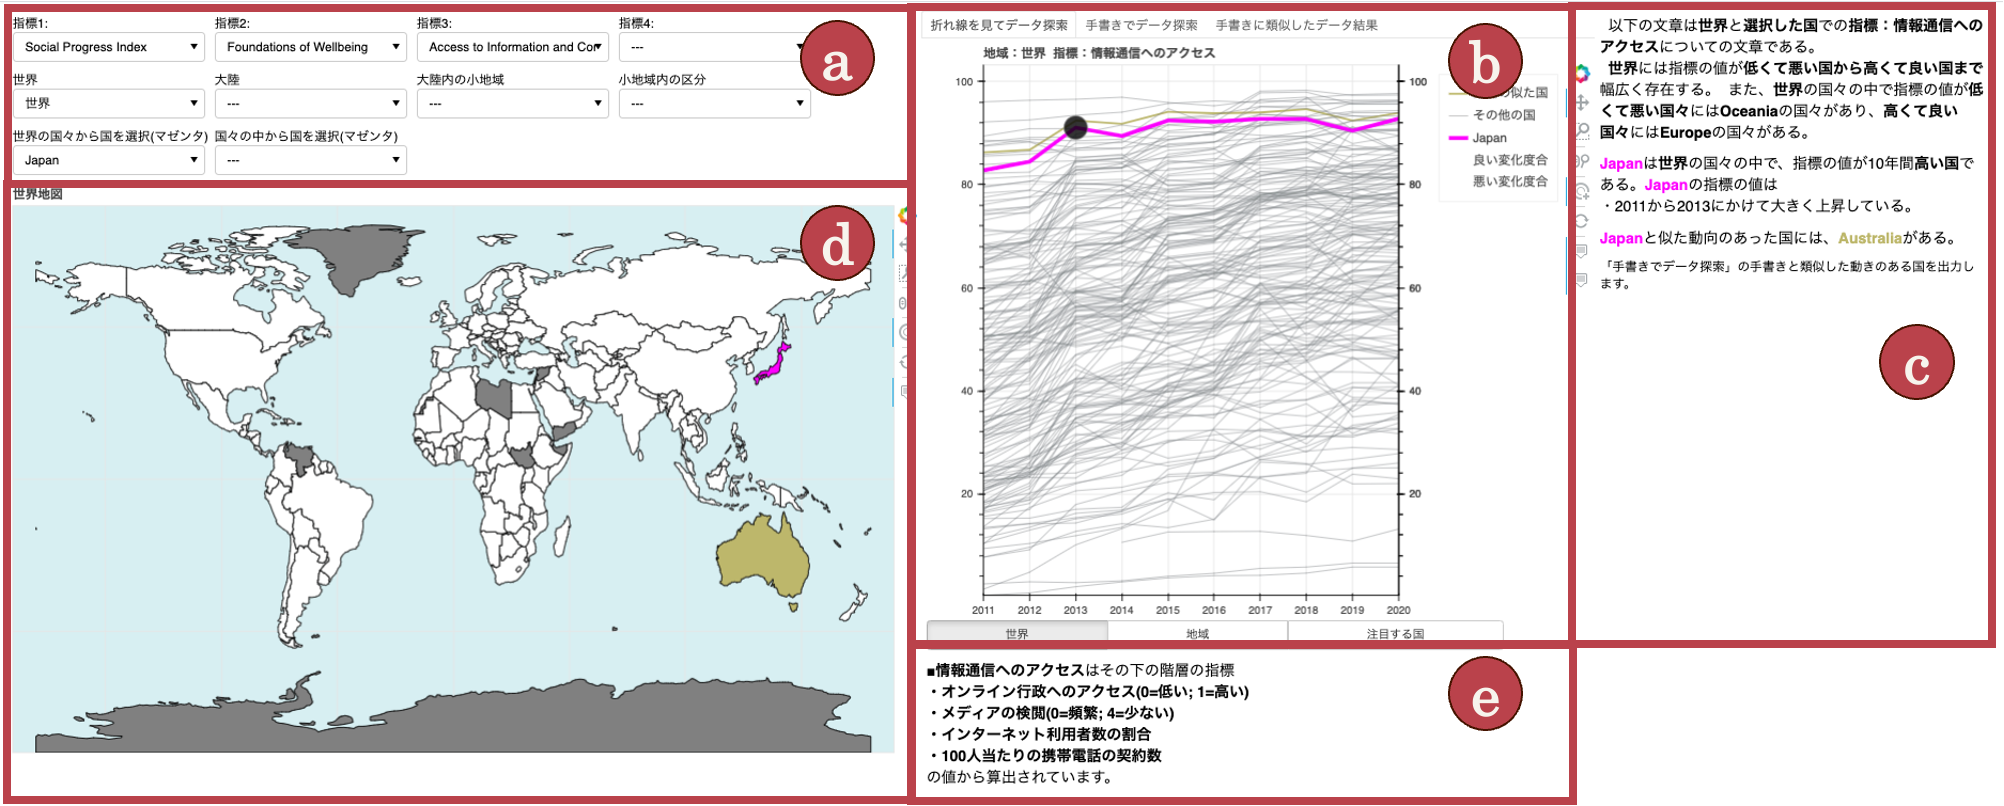 指標1:
指標2:
指標3:
指標4:
Social Progress Index
Foundations of Wellbeing
Access to Information and Cor
---
世界
大陸
大陸内の小地域
小地域内の区分
世界
---
---
---
世界の国々から国を選択(マゼンタ)
国々の中から国を選択(マゼンタ)
Japan
---
a
世界地図
d
折れ線を見てデータ探索
手書きでデータ探索
手書きに類似したデータ結果
地域：世界 指標：情報通信へのアクセス
b
100
80
60
40
20
100
80
60
40
20
2011 2012 2013 2014 2015 2016 2017 2018 2019 2020
の似た国
その他の国
Japan
良い変化度合
悪い変化度合
世界
地域
注目する国
以下の文章は世界と選択した国での指標：情報通信への
アクセスについての文章である。
世界には指標の値が低くて悪い国から高くて良い国まで
幅広く存在する。 また、世界の国々の中で指標の値が低
くて悪い国々にはOceaniaの国々があり、高くて良い
国々にはEuropeの国々がある。
Japanは世界の国々の中で、指標の値が10年間高い国で
ある。Japanの指標の値は
・2011から2013にかけて大きく上昇している。
Japanと似た動向のあった国には、Australiaがある。
「手書きでデータ探索」の手書きと類似した動きのある国を出力し
ます。
c
■情報通信へのアクセスはその下の階層の指標
・オンライン行政へのアクセス(0=低い; 1=高い)
・メディアの検閲(0=頻繁; 4=少ない)
・インターネット利用者数の割合
・100人当たりの携帯電話の契約数
の値から算出されています。
e